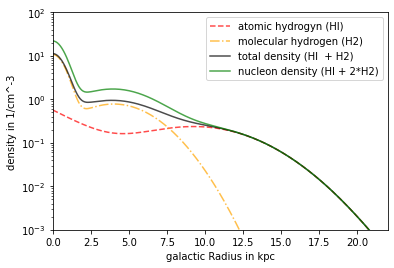 10^2
10^1
10^0
10^-1
10^-2
10^-3
density in 1/cm^-3
atomic hydrogyn (HI)
molecular hydrogen (H2)
total density (HI + H2)
nucleon density (HI + 2*H2)
0.0 2.5 5.0 7.5 10.0 12.5 15.0 17.5 20.0
galactic Radius in kpc